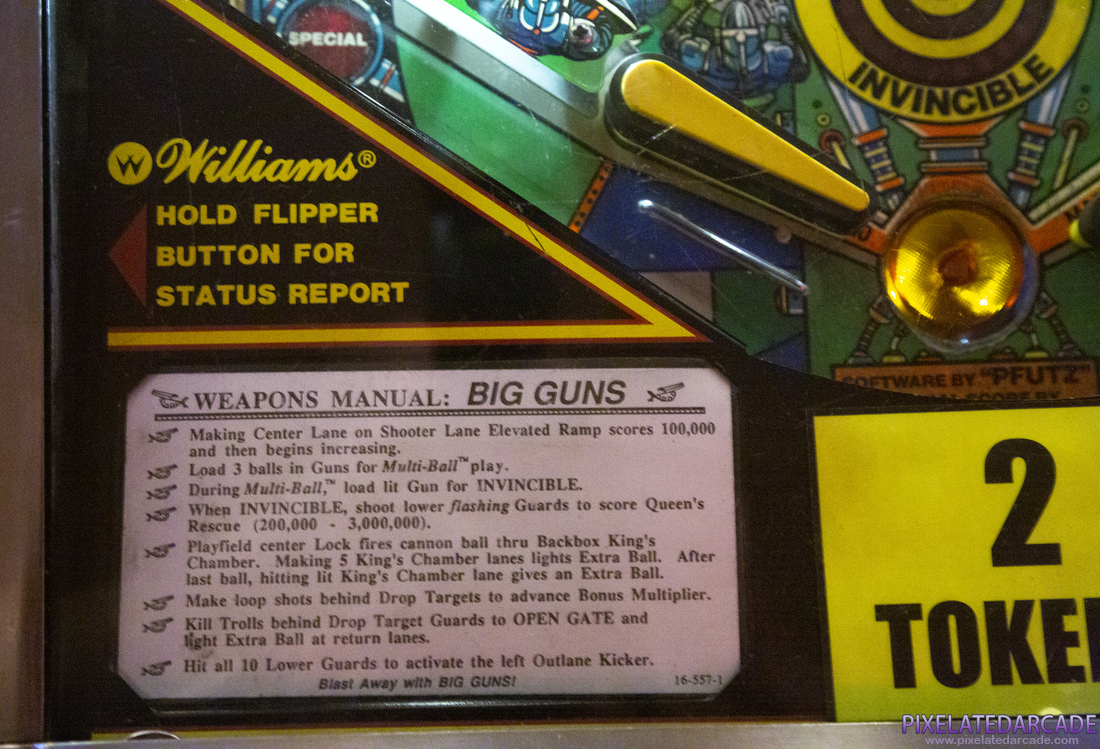 SPECIAL
INVINCIBLE
W Williams®
HOLD FLIPPER
BUTTON FOR
STATUS REPORT
SOFTWARE BY "PFUTZ"
WEAPONS MANUAL: BIG GUNS
Making Center Lane on Shooter Lane Elevated Ramp scores 100,000
and then begins increasing.
Load 3 balls in Guns for Multi-Ball™ play.
During Multi-Ball,™ load lit Gun for INVINCIBLE.
When INVINCIBLE, shoot lower flashing Guards to score Queen's
Rescue (200,000 - 3,000,000).
Playfield center Lock fires cannon ball thru Backbox King's
Chamber. Making 5 King's Chamber lanes lights Extra Ball. After
last ball, hitting lit King's Chamber lane gives an Extra Ball.
Make loop shots behind Drop Targets to advance Bonus Multiplier.
Kill Trolls behind Drop Target Guards to OPEN GATE and
light Extra Ball at return lanes.
Hit all 10 Lower Guards to activate the left Outlane Kicker.
Blast Away with BIG GUNS!
16-557-1
2
TOKE
PIXELATEDARCADE
www.pixelatedarcade.com